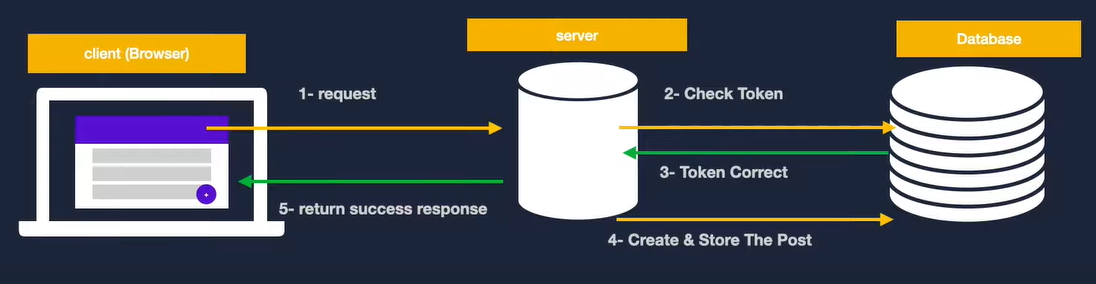 client (Browser)
server
Database
1- request
2- Check Token
3- Token Correct
5- return success response
4- Create & Store The Post
+